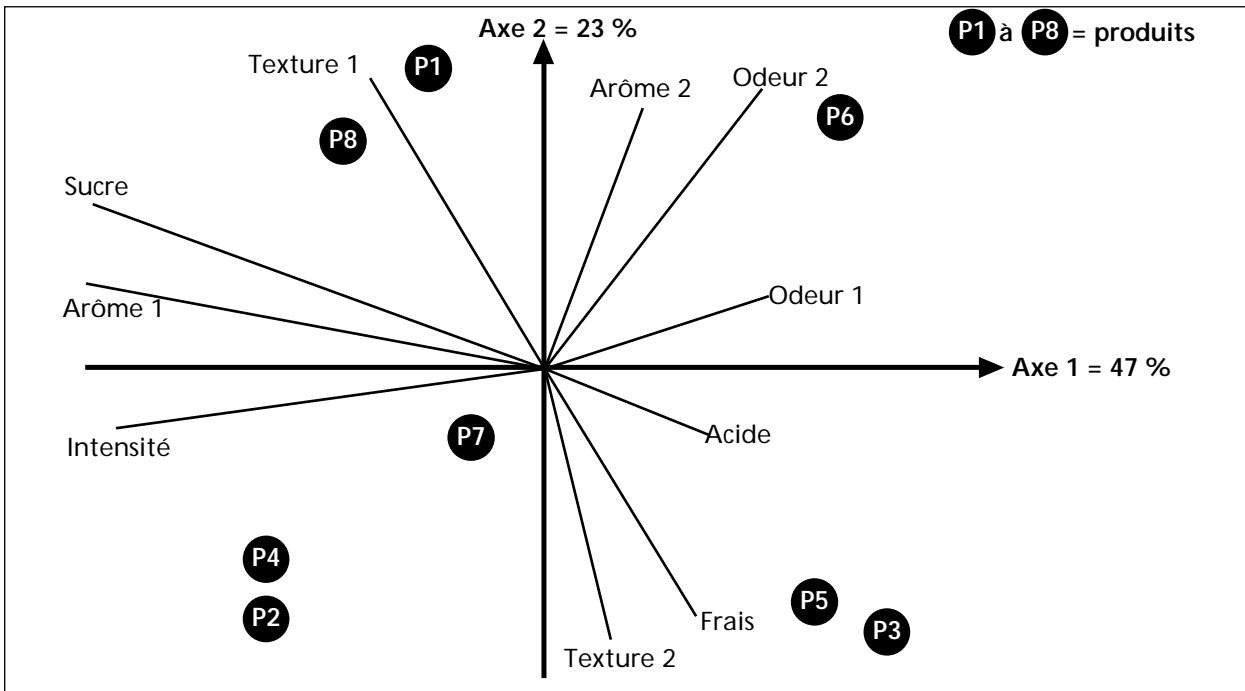 Axe 2 = 23 %
P1 à P8 = produits
Texture 1
P1
Arôme 2
Odeur 2
P8
P6
Sucre
Arôme 1
Odeur 1
Axe 1 = 47 %
Intensité
P7
Acide
P4
P2
P5
Frais
P3
Texture 2